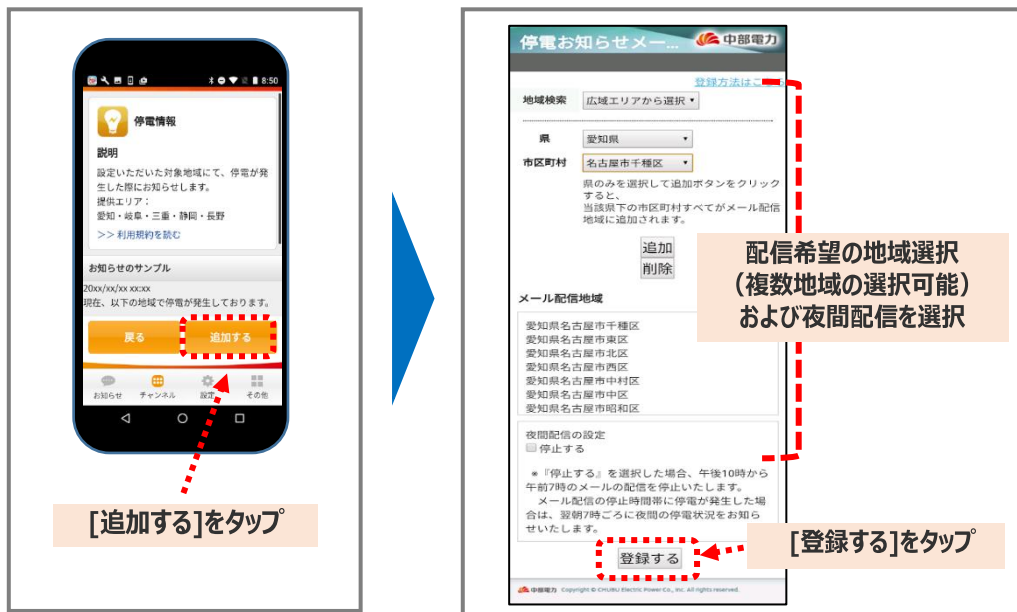 8:50
停電情報
説明
設定いただいた対象地域にて、停電が発
生した際にお知らせします。
提供エリア：
愛知・岐阜・三重・静岡・長野
>> 利用規約を読む
お知らせのサンプル
20xx/xx/xx xx:xx
現在、以下の地域で停電が発生しております。
戻る
追加する
お知らせ
チャンネル
設定
その他
[追加する]をタップ
停電お知らせメー...
中部電力
登録方法はこちら
地域検索
広域エリアから選択
県
愛知県
市区町村
名古屋市千種区
県のみを選択して追加ボタンをクリック
すると、
当該県下の市区町村すべてがメール配信
地域に追加されます。
追加
削除
配信希望の地域選択
（複数地域の選択可能）
および夜間配信を選択
メール配信地域
愛知県名古屋市千種区
愛知県名古屋市東区
愛知県名古屋市北区
愛知県名古屋市西区
愛知県名古屋市中村区
愛知県名古屋市中区
愛知県名古屋市昭和区
夜間配信の設定
停止する
※『停止する』を選択した場合、午後10時から
午前7時のメールの配信を停止いたします。
メール配信の停止時間帯に停電が発生した場
合は、翌朝7時ごろに夜間の停電状況をお知ら
せいたします。
登録する
[登録する]をタップ
中部電力 Copyright © CHUBU Electric Power Co., Inc. All rights reserved.